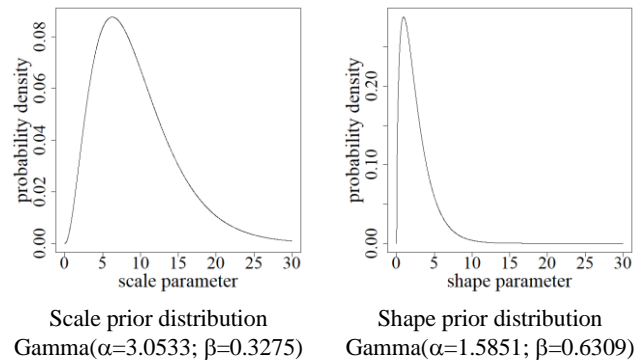 probability density
0.00 0.02 0.04 0.06 0.08
0 5 10 15 20 25 30
scale parameter
Scale prior distribution
Gamma(α=3.0533; β=0.3275)
probability density
0.00 0.10 0.20
0 5 10 15 20 25 30
shape parameter
Shape prior distribution
Gamma(α=1.5851; β=0.6309)